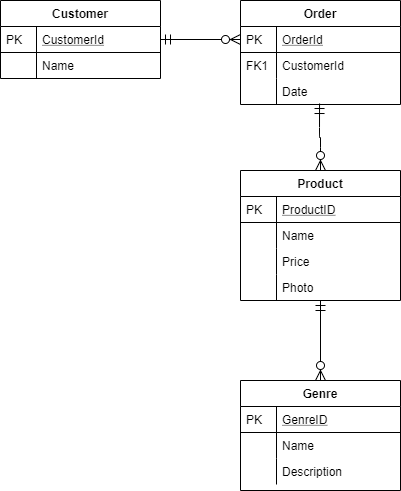 Customer
PK CustomerId
Name
Order
PK OrderId
FK1 CustomerId
Date
Product
PK ProductID
Name
Price
Photo
Genre
PK GenreID
Name
Description